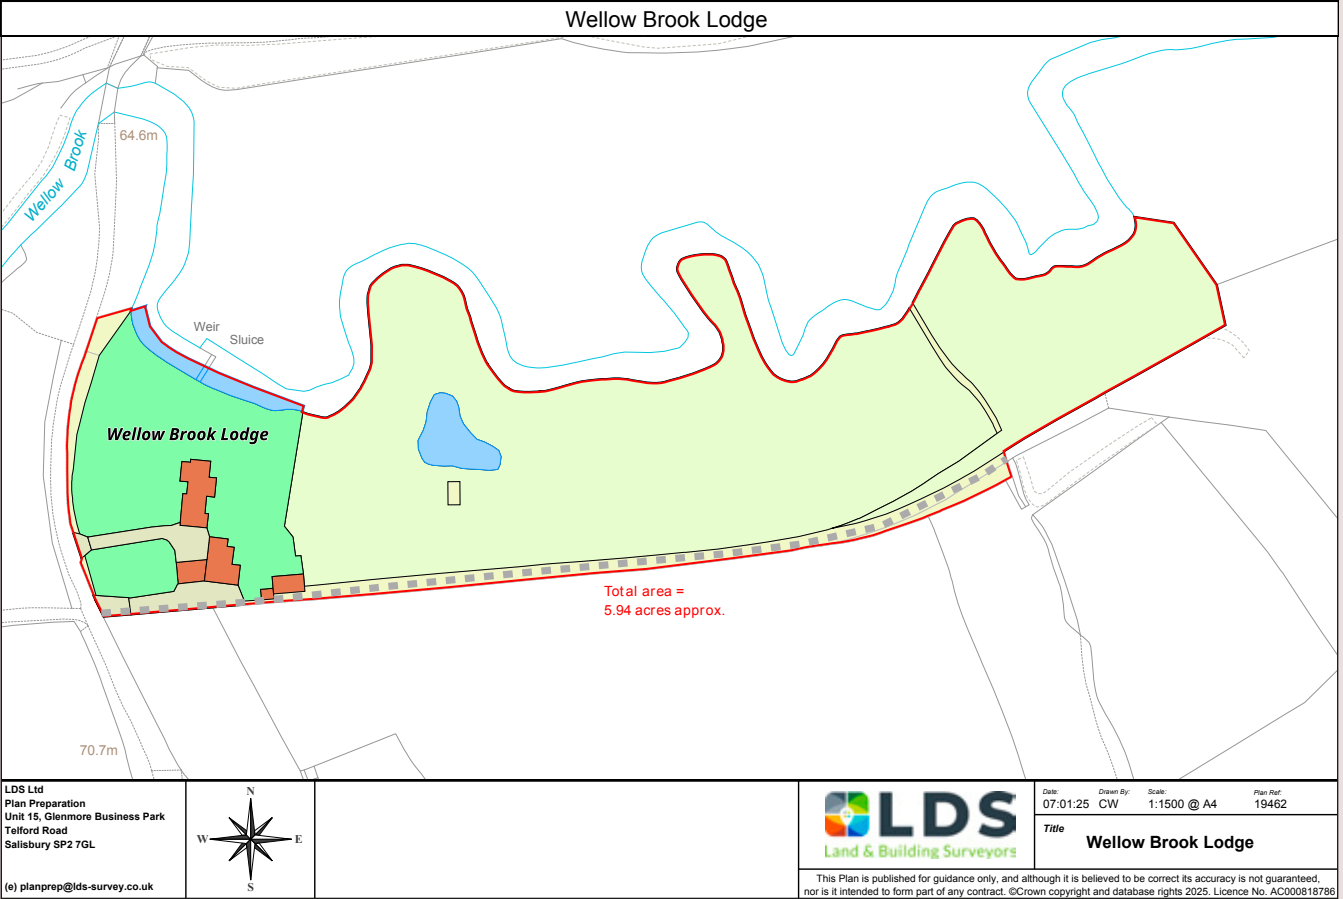 Wellow Brook Lodge
64.6m
Wellow Brook
Weir
Sluice
Wellow Brook Lodge
Total area =
5.94 acres approx.
70.7m
LDS Ltd
Plan Preparation
Unit 15, Glenmore Business Park
Telford Road
Salisbury SP2 7GL
(e) planprep@lds-survey.co.uk
N
W E
S
LDS
Land & Building Surveyors
Date: Drawn By: Scale: Plan Ref:
07:01:25 CW 1:1500 @ A4 19462
Title
Wellow Brook Lodge
This Plan is published for guidance only, and although it is believed to be correct its accuracy is not guaranteed,
nor is it intended to form part of any contract. ©Crown copyright and database rights 2025. Licence No. AC000818786